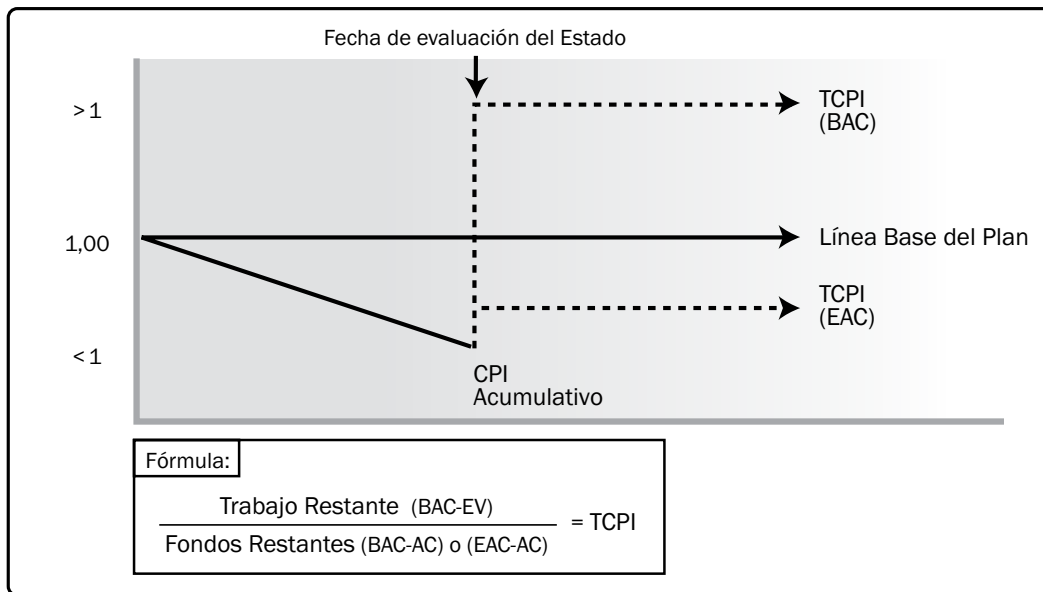 Fecha de evaluación del Estado
>1
TCPI
(BAC)
1,00
Línea Base del Plan
TCPI
(EAC)
<1
CPI
Acumulativo
Fórmula:
Trabajo Restante (BAC-EV)
= TCPI
Fondos Restantes (BAC-AC) o (EAC-AC)